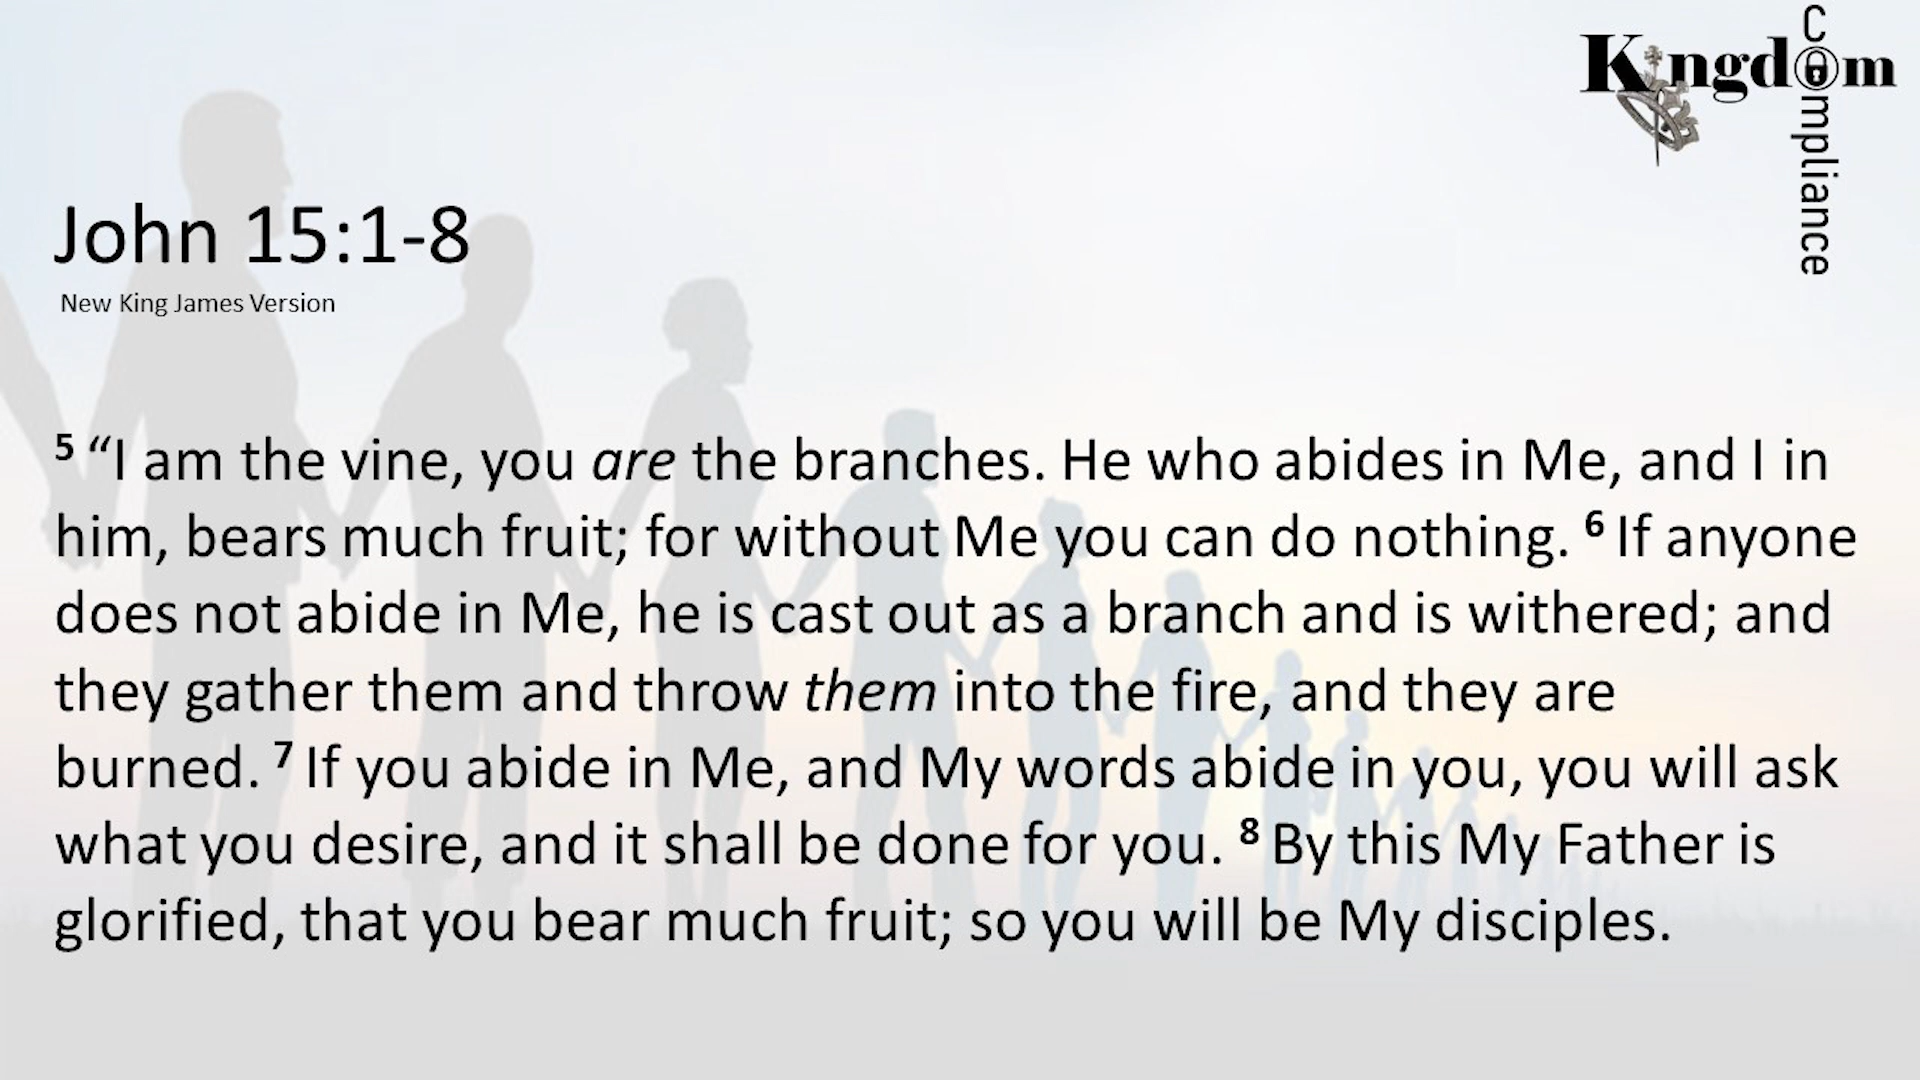 Kingdom
Compliance
John 15:1-8
New King James Version
5 “I am the vine, you are the branches. He who abides in Me, and I in
him, bears much fruit; for without Me you can do nothing. 6 If anyone
does not abide in Me, he is cast out as a branch and is withered; and
they gather them and throw them into the fire, and they are
burned. 7 If you abide in Me, and My words abide in you, you will ask
what you desire, and it shall be done for you. 8 By this My Father is
glorified, that you bear much fruit; so you will be My disciples.